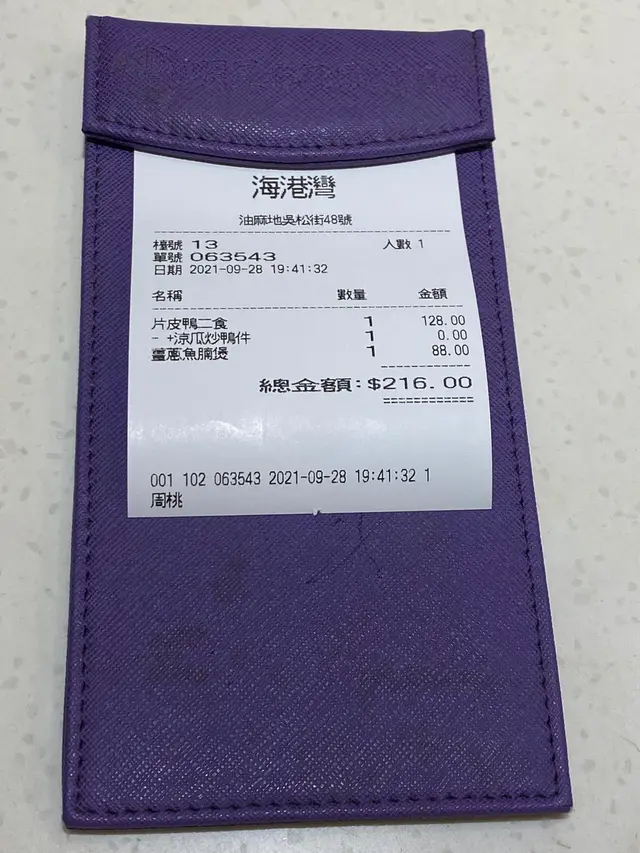 海港灣
油麻地吳松街48號
檯號 13 人數 1
單號 063543
日期 2021-09-28 19:41:32
名稱 數量 金額
片皮鴨二食 1 128.00
- +涼瓜炒鴨件 1 0.00
薑蔥魚腩煲 1 88.00
總金額: $216.00
001 102 063543 2021-09-28 19:41:32 1
周桃